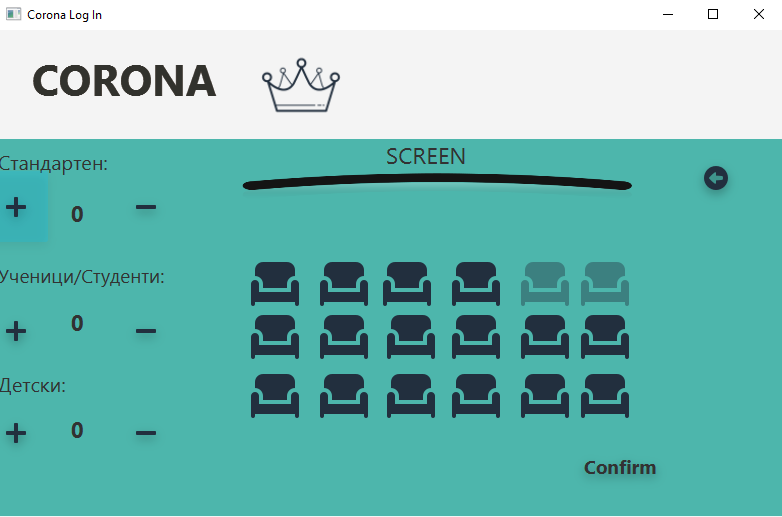 Corona Log In
CORONA
SCREEN
Стандартен:
+ 0 −
Ученици/Студенти:
+ 0 −
Детски:
+ 0 −
Confirm